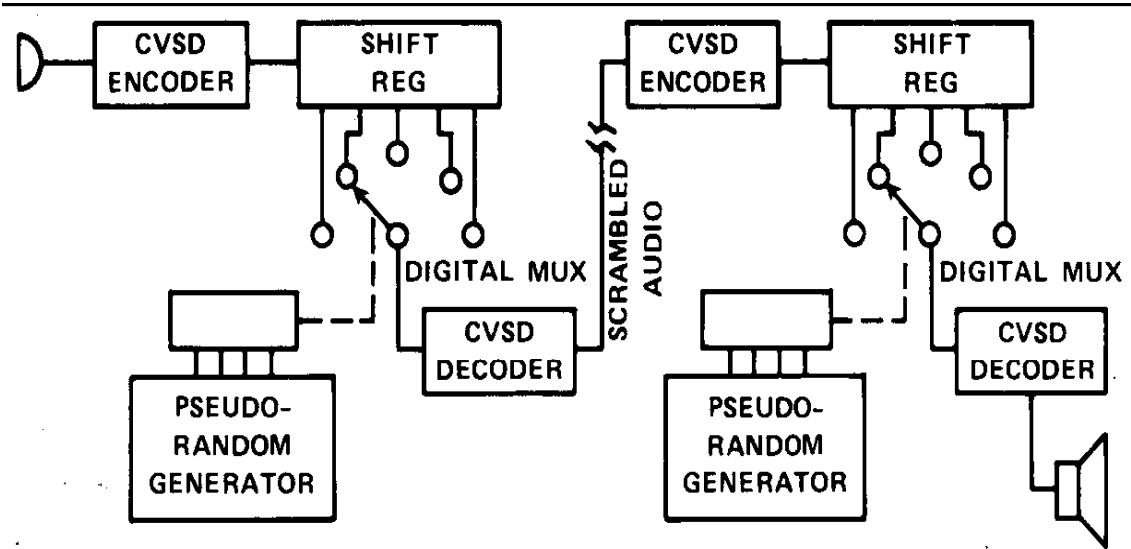 CVSD
ENCODER
SHIFT
REG
DIGITAL MUX
CVSD
DECODER
PSEUDO-
RANDOM
GENERATOR
SCRAMBLED
AUDIO
CVSD
ENCODER
SHIFT
REG
DIGITAL MUX
CVSD
DECODER
PSEUDO-
RANDOM
GENERATOR